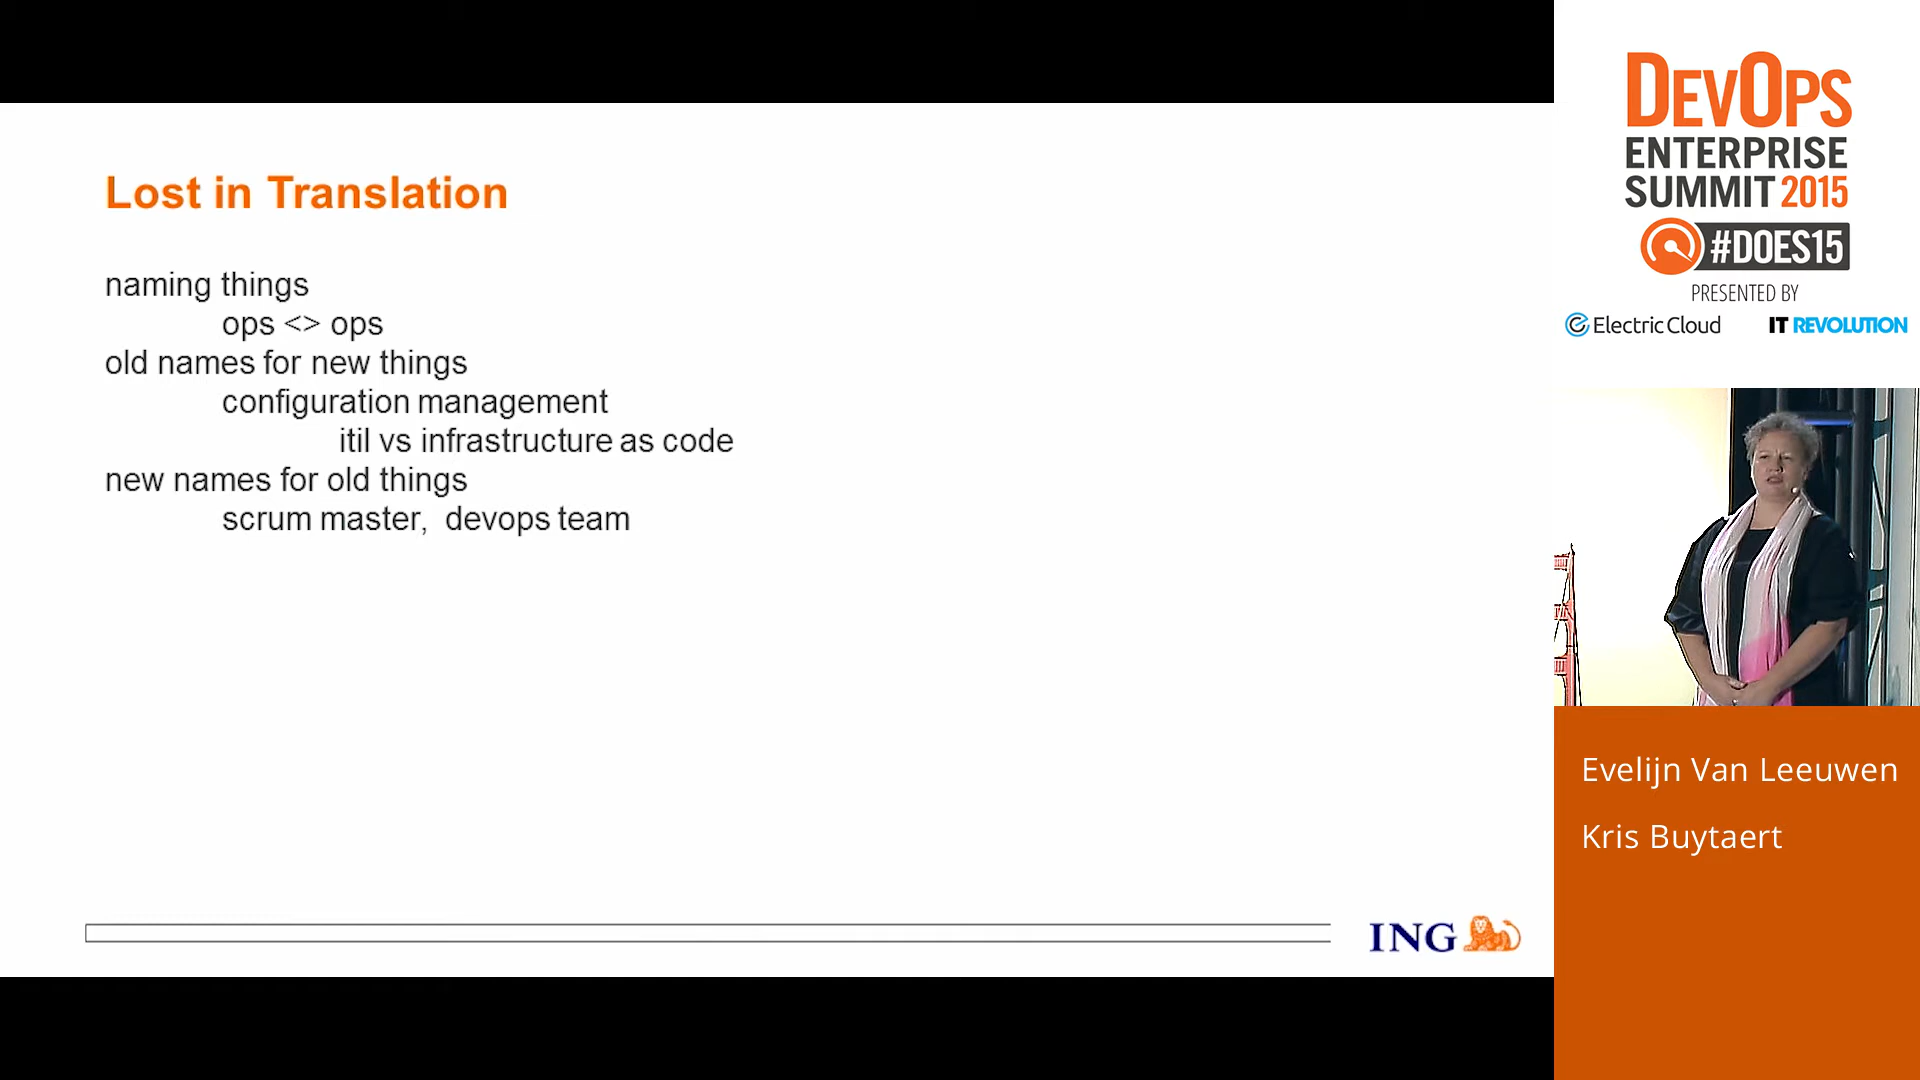 Lost in Translation
naming things
ops <> ops
old names for new things
configuration management
itil vs infrastructure as code
new names for old things
scrum master, devops team
ING
DEVOPS
ENTERPRISE
SUMMIT 2015
#DOES15
PRESENTED BY
Electric Cloud
IT REVOLUTION
Evelijn Van Leeuwen
Kris Buytaert